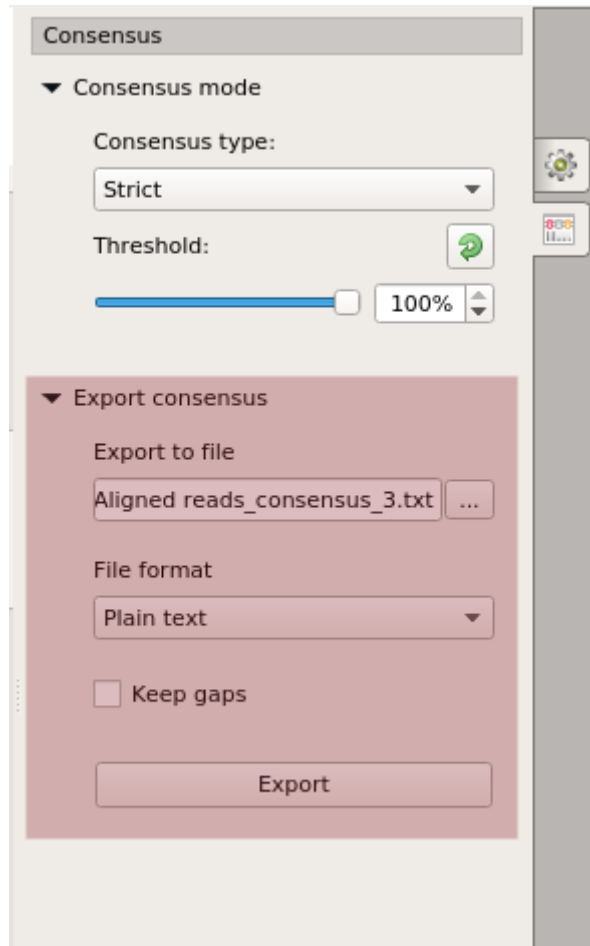 Consensus
Consensus mode
Consensus type:
Strict
Threshold:
100%
Export consensus
Export to file
Aligned reads_consensus_3.txt
...
File format
Plain text
Keep gaps
Export